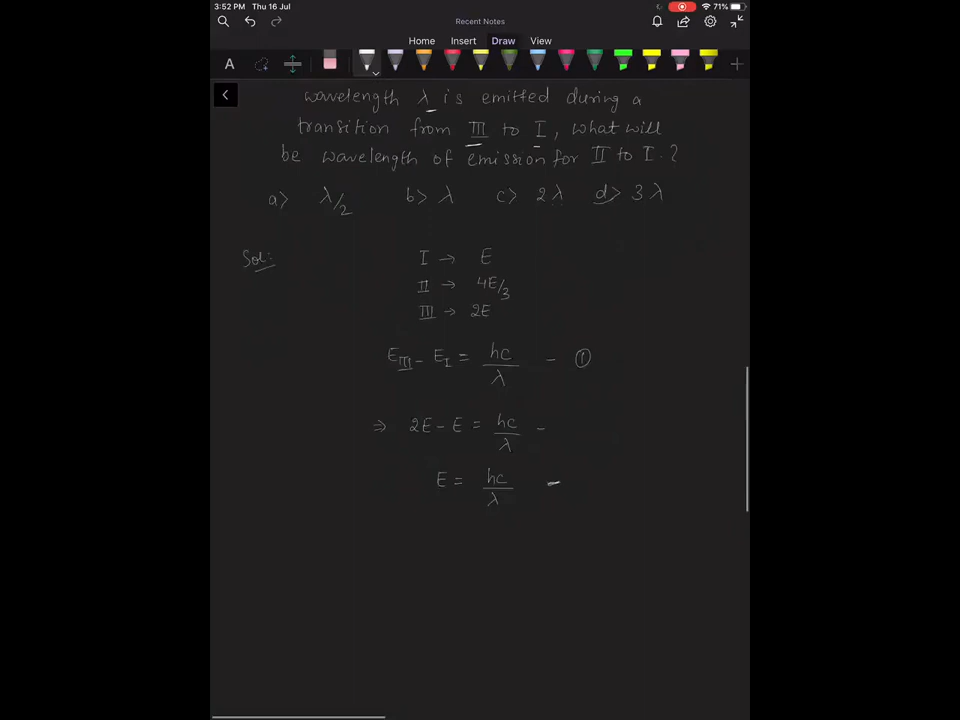 3:52 PM Thu 16 Jul 71%
Recent Notes
Home Insert Draw View
A
wavelength λ is emitted during a
transition from III to I, what will
be wavelength of emission for II to I.?
a> λ/2 b> λ c> 2λ d> 3λ
Sol:
I → E
II → 4E/3
III → 2E
E_III - E_I = hc/λ - ①
⇒ 2E - E = hc/λ -
E = hc/λ -